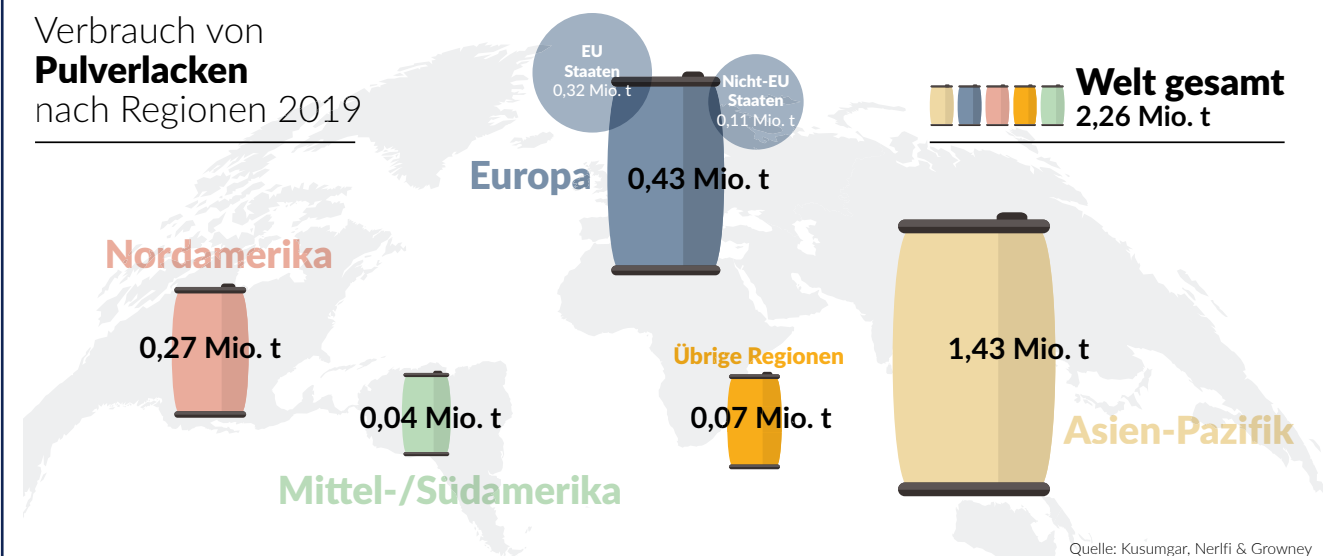 Verbrauch von
Pulverlacken
nach Regionen 2019
EU
Staaten
0,32 Mio. t
Nicht-EU
Staaten
0,11 Mio. t
Welt gesamt
2,26 Mio. t
Europa
0,43 Mio. t
Nordamerika
0,27 Mio. t
Übrige Regionen
0,07 Mio. t
1,43 Mio. t
Asien-Pazifik
0,04 Mio. t
Mittel-/Südamerika
Quelle: Kusumgar, Nerlfi & Growney